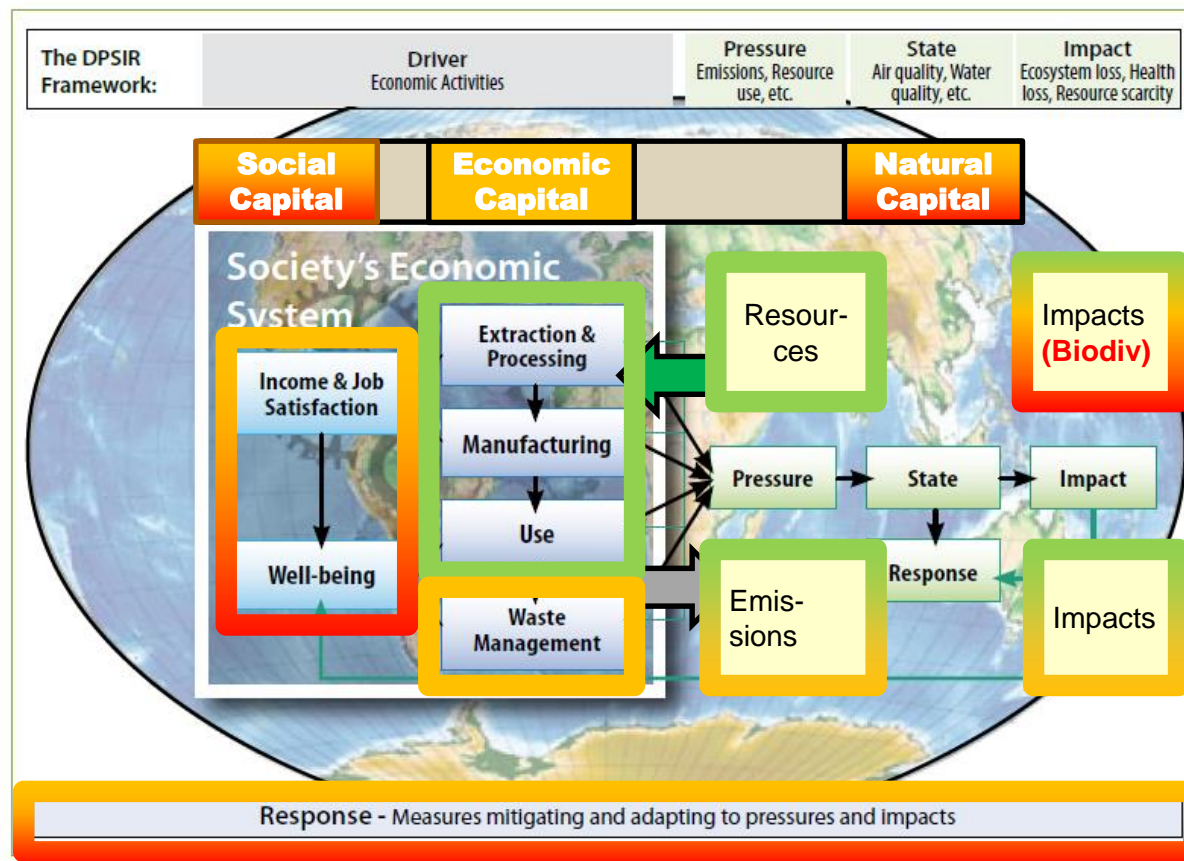 The DPSIR
Framework:
Driver
Economic Activities
Pressure
Emissions, Resource
use, etc.
State
Air quality, Water
quality, etc.
Impact
Ecosystem loss, Health
loss, Resource scarcity
Social
Capital
Economic
Capital
Natural
Capital
Society's Economic
System
Income & Job
Satisfaction
Well-being
Extraction &
Processing
Manufacturing
Use
Waste
Management
Resour-
ces
Impacts
(Biodiv)
Pressure
State
Impact
Response
Emis-
sions
Impacts
Response - Measures mitigating and adapting to pressures and impacts